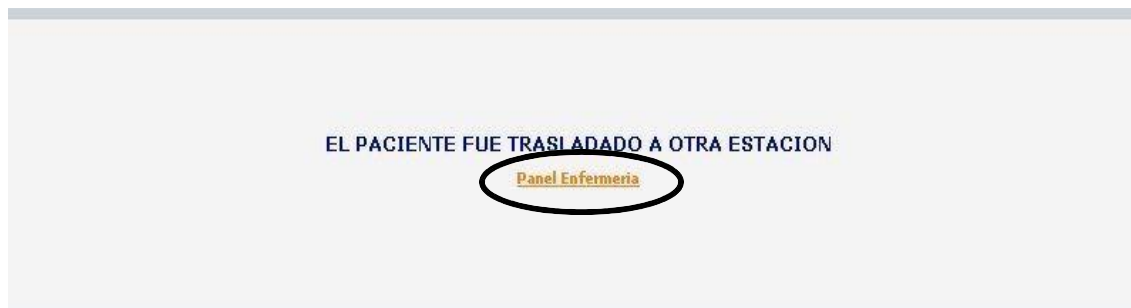 EL PACIENTE FUE TRASLADADO A OTRA ESTACION
Panel Enfermeria